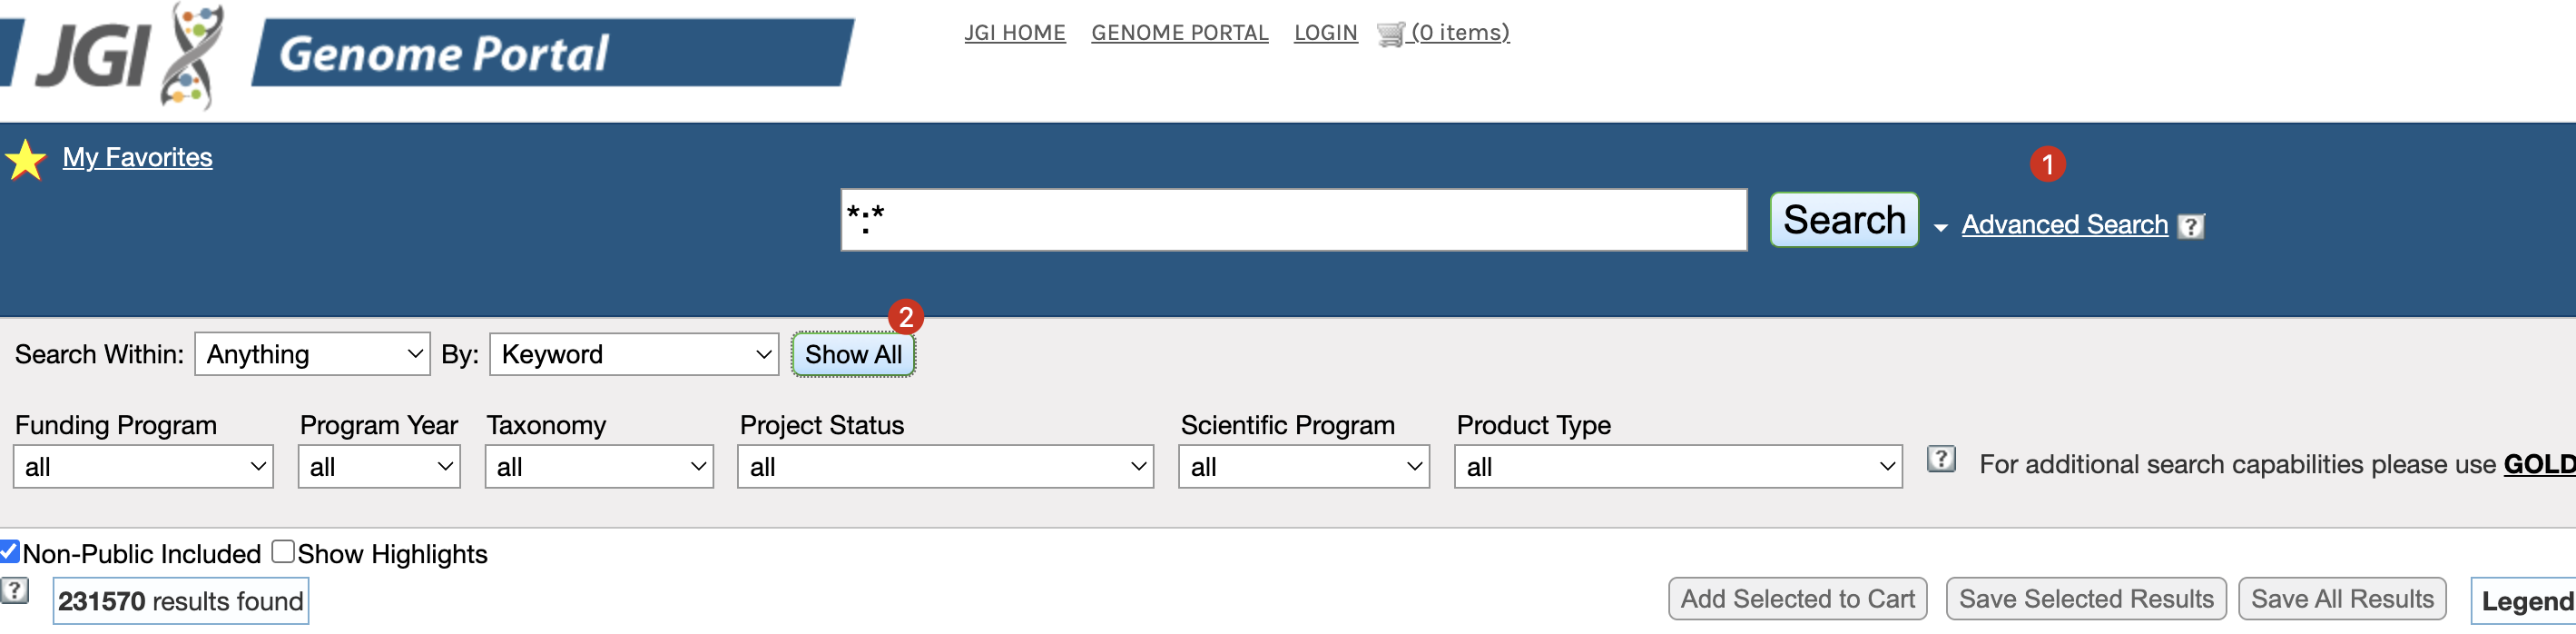 JGI Genome Portal
JGI HOME GENOME PORTAL LOGIN (0 items)
My Favorites
1
*:* Search Advanced Search ?
2
Search Within: Anything By: Keyword Show All
Funding Program Program Year Taxonomy Project Status Scientific Program Product Type
all all all all all all ? For additional search capabilities please use GOLD
Non-Public Included Show Highlights
? 231570 results found Add Selected to Cart Save Selected Results Save All Results Legend